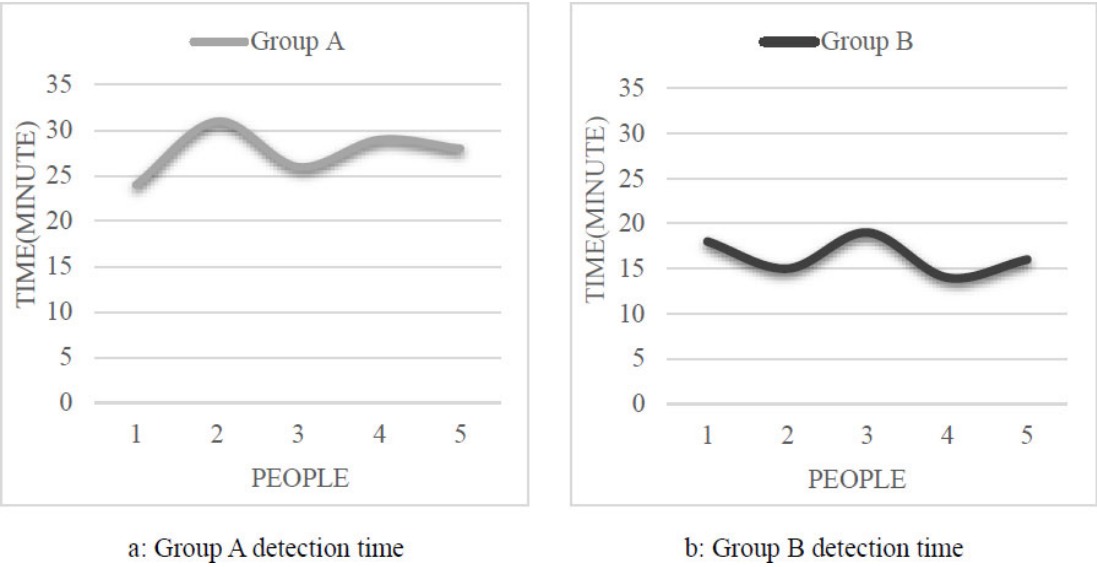 Group A
35
30
25
20
15
10
5
0
TIME(MINUTE)
1 2 3 4 5
PEOPLE
a: Group A detection time
Group B
35
30
25
20
15
10
5
0
TIME(MINUTE)
1 2 3 4 5
PEOPLE
b: Group B detection time